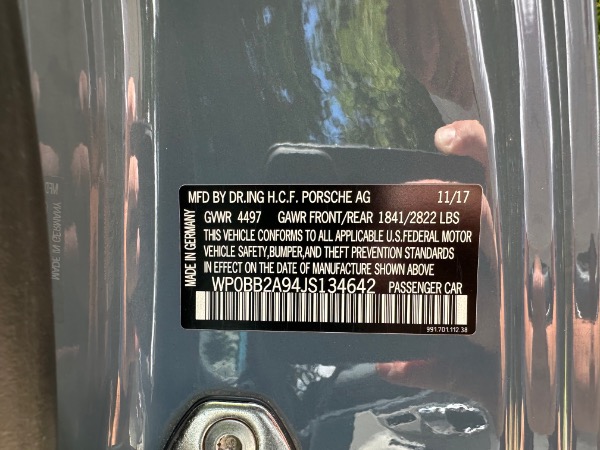 MFD BY DR.ING H.C.F. PORSCHE AG 11/17
GVWR 4497 GAWR FRONT/REAR 1841/2822 LBS
THIS VEHICLE CONFORMS TO ALL APPLICABLE U.S.FEDERAL MOTOR
VEHICLE SAFETY,BUMPER,AND THEFT PREVENTION STANDARDS
IN EFFECT ON THE DATE OF MANUFACTURE SHOWN ABOVE
WP0BB2A94JS134642 PASSENGER CAR
991.701.112.38
MADE IN GERMANY